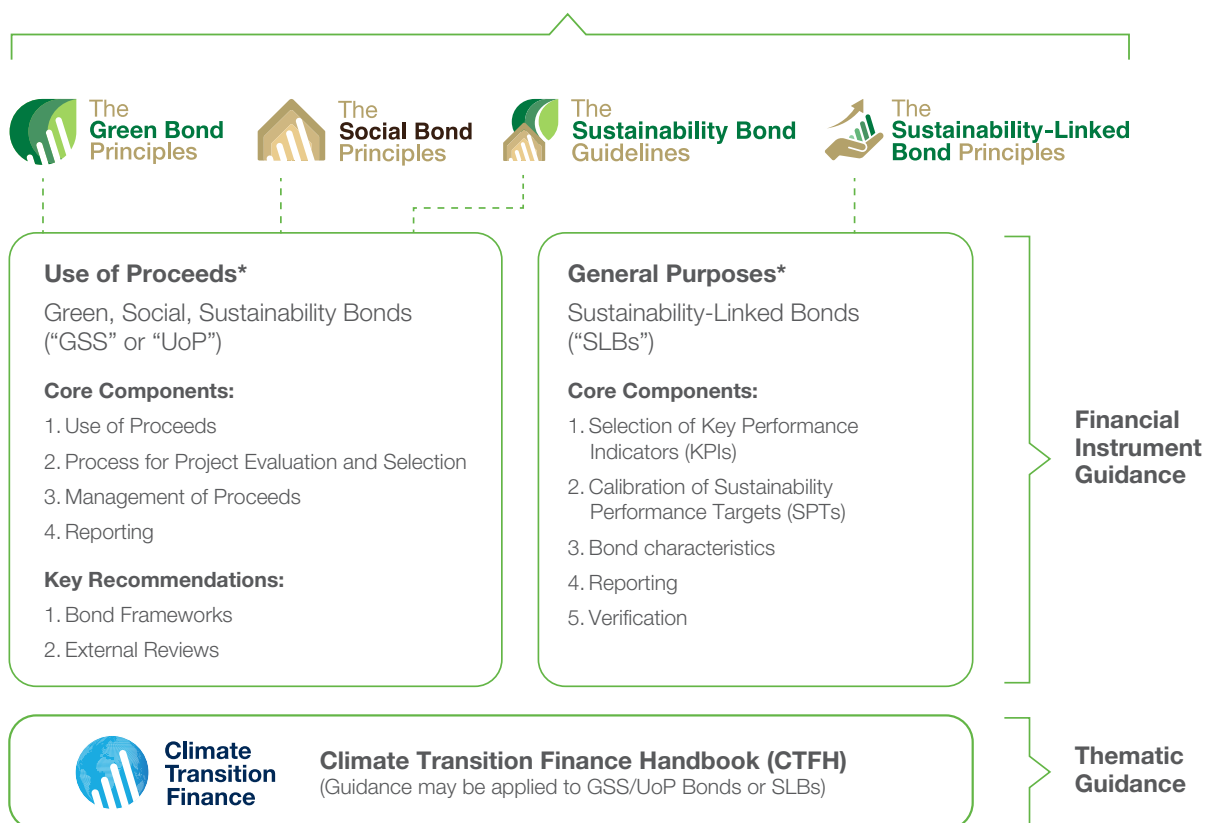 The
Green Bond
Principles
The
Social Bond
Principles
The
Sustainability Bond
Guidelines
The
Sustainability-Linked
Bond Principles
Use of Proceeds*
Green, Social, Sustainability Bonds
(“GSS” or “UoP”)
Core Components:
1. Use of Proceeds
2. Process for Project Evaluation and Selection
3. Management of Proceeds
4. Reporting
Key Recommendations:
1. Bond Frameworks
2. External Reviews
General Purposes*
Sustainability-Linked Bonds
(“SLBs”)
Core Components:
1. Selection of Key Performance
Indicators (KPIs)
2. Calibration of Sustainability
Performance Targets (SPTs)
3. Bond characteristics
4. Reporting
5. Verification
Financial
Instrument
Guidance
Climate
Transition
Finance
Climate Transition Finance Handbook (CTFH)
(Guidance may be applied to GSS/UoP Bonds or SLBs)
Thematic
Guidance